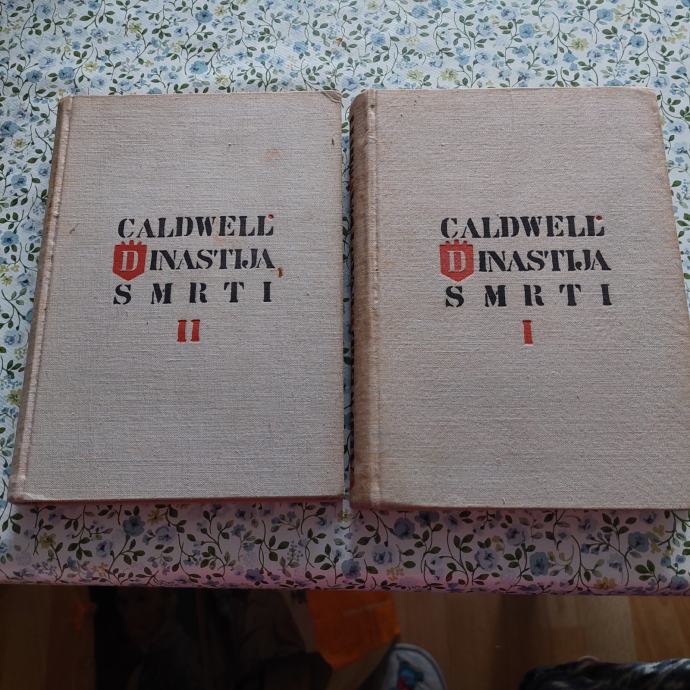 CALDWELL
DINASTIJA
SMRTI
II
CALDWELL
DINASTIJA
SMRTI
I